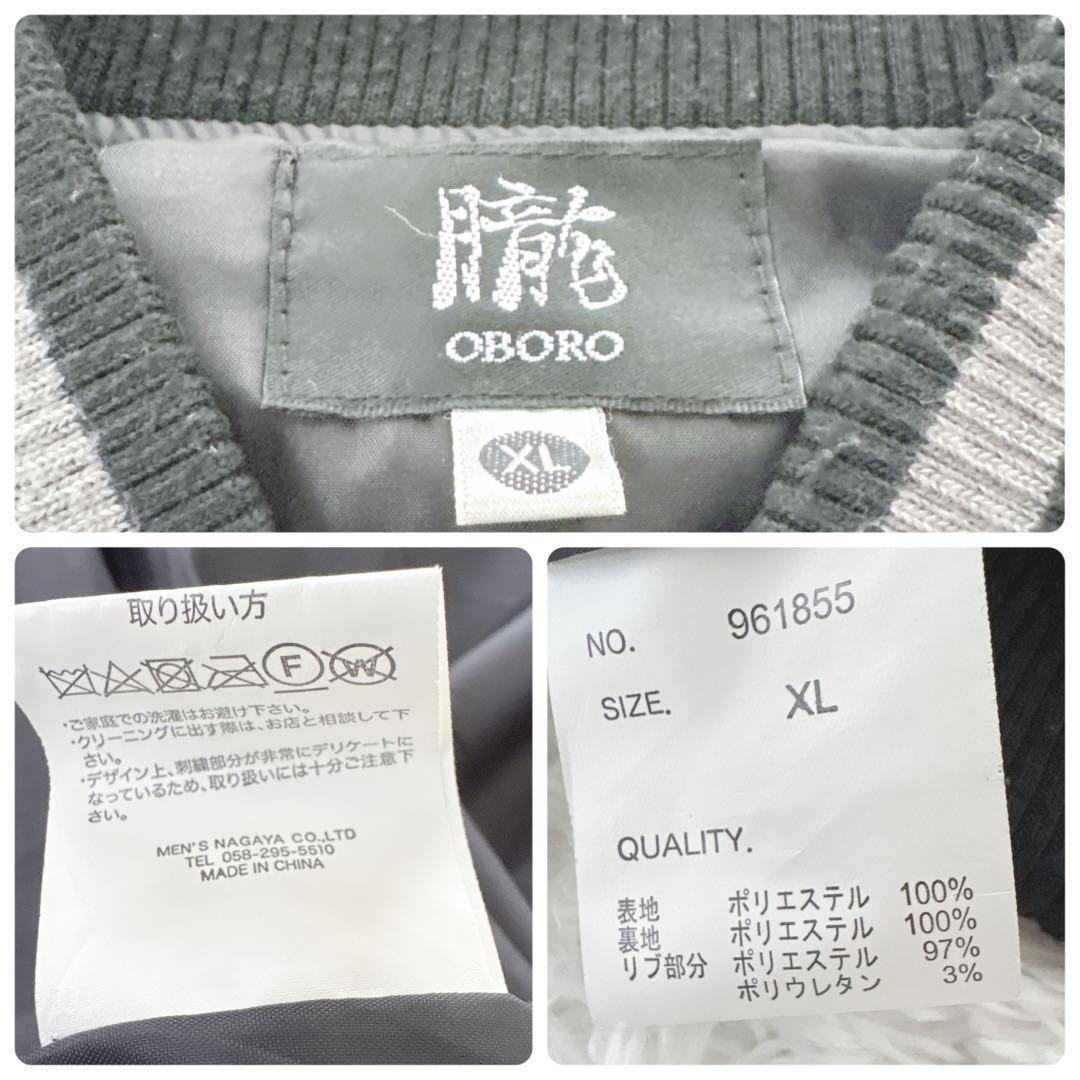 朧
OBORO
XL
取り扱い方
F
W
・ご家庭での洗濯はお避け下さい。
・クリーニングに出す際は、お店と相談して下
さい。
・デザイン上、刺繍部分が非常にデリケートに
なっているため、取り扱いには十分ご注意下
さい。
MEN'S NAGAYA CO.,LTD
TEL 058-295-5510
MADE IN CHINA
NO. 961855
SIZE. XL
QUALITY.
表地 ポリエステル 100%
裏地 ポリエステル 100%
リブ部分 ポリエステル 97%
ポリウレタン 3%